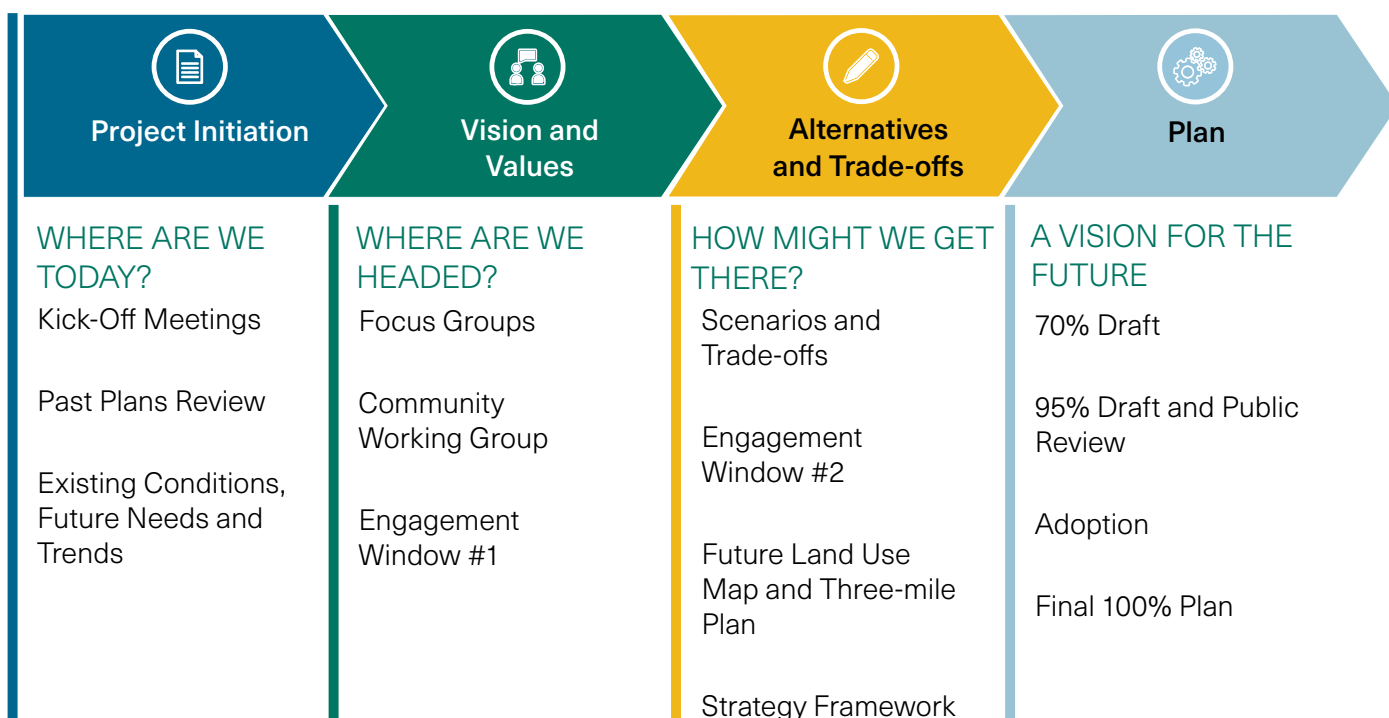 Project Initiation
Vision and
Values
Alternatives
and Trade-offs
Plan
WHERE ARE WE
TODAY?
Kick-Off Meetings
Past Plans Review
Existing Conditions,
Future Needs and
Trends
WHERE ARE WE
HEADED?
Focus Groups
Community
Working Group
Engagement
Window #1
HOW MIGHT WE GET
THERE?
Scenarios and
Trade-offs
Engagement
Window #2
Future Land Use
Map and Three-mile
Plan
Strategy Framework
A VISION FOR THE
FUTURE
70% Draft
95% Draft and Public
Review
Adoption
Final 100% Plan